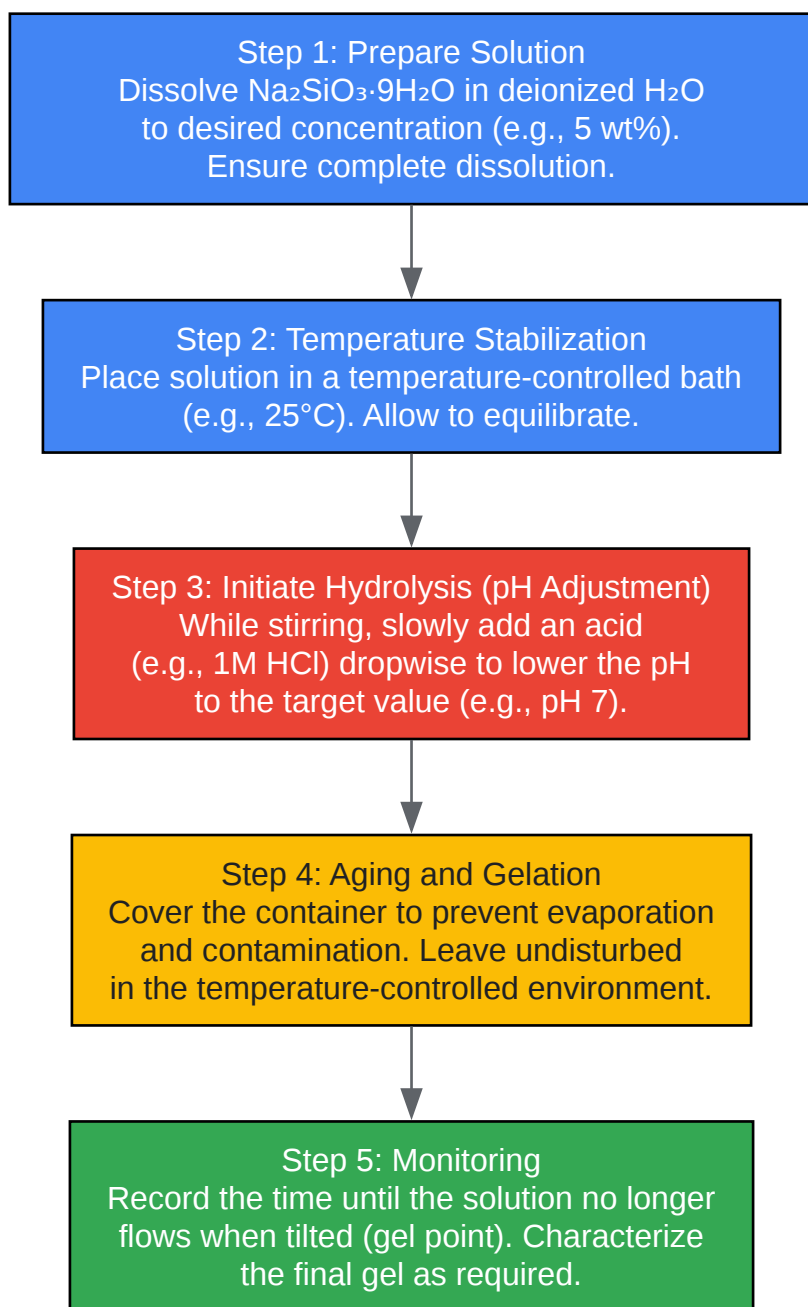 Step 1: Prepare Solution
Dissolve Na₂SiO₃·9H₂O in deionized H₂O
to desired concentration (e.g., 5 wt%).
Ensure complete dissolution.
Step 2: Temperature Stabilization
Place solution in a temperature-controlled bath
(e.g., 25°C). Allow to equilibrate.
Step 3: Initiate Hydrolysis (pH Adjustment)
While stirring, slowly add an acid
(e.g., 1M HCl) dropwise to lower the pH
to the target value (e.g., pH 7).
Step 4: Aging and Gelation
Cover the container to prevent evaporation
and contamination. Leave undisturbed
in the temperature-controlled environment.
Step 5: Monitoring
Record the time until the solution no longer
flows when tilted (gel point). Characterize
the final gel as required.